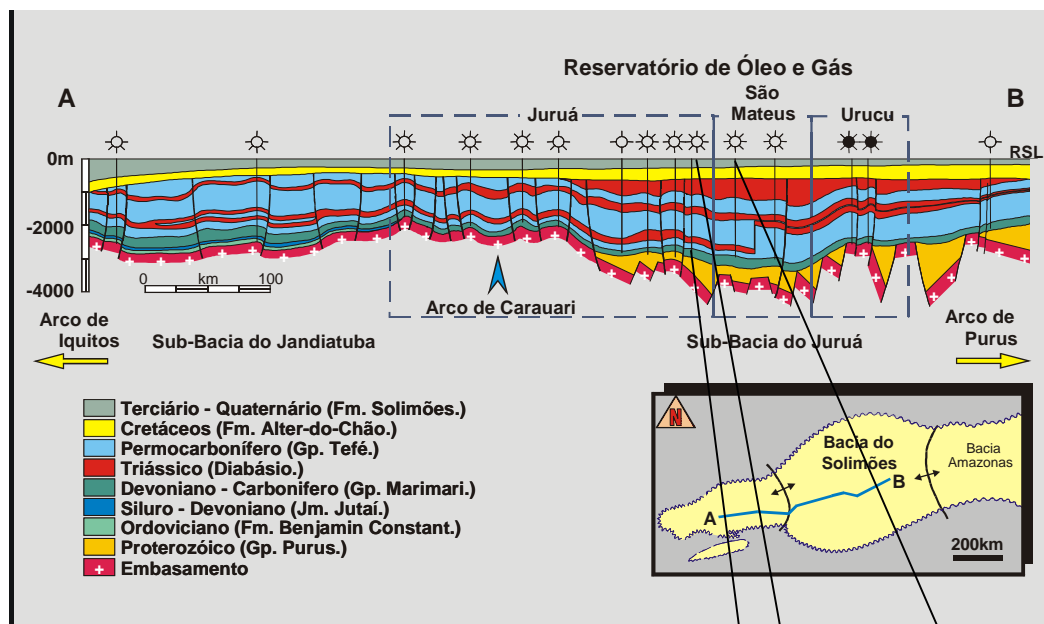 Reservatório de Óleo e Gás
A
Juruá
São
Mateus
Urucu
B
0m
RSL
-2000
-4000
0 km 100
Arco de Carauari
Arco de
Iquitos
Sub-Bacia do Jandiatuba
Sub-Bacia do Juruá
Arco de
Purus
Terciário - Quaternário (Fm. Solimões.)
Cretáceos (Fm. Alter-do-Chão.)
Permocarbonífero (Gp. Tefé.)
Triássico (Diabásio.)
Devoniano - Carbonifero (Gp. Marimari.)
Siluro - Devoniano (Jm. Jutaí.)
Ordoviciano (Fm. Benjamin Constant.)
Proterozóico (Gp. Purus.)
Embasamento
N
Bacia do
Solimões
Bacia
Amazonas
A
B
200km